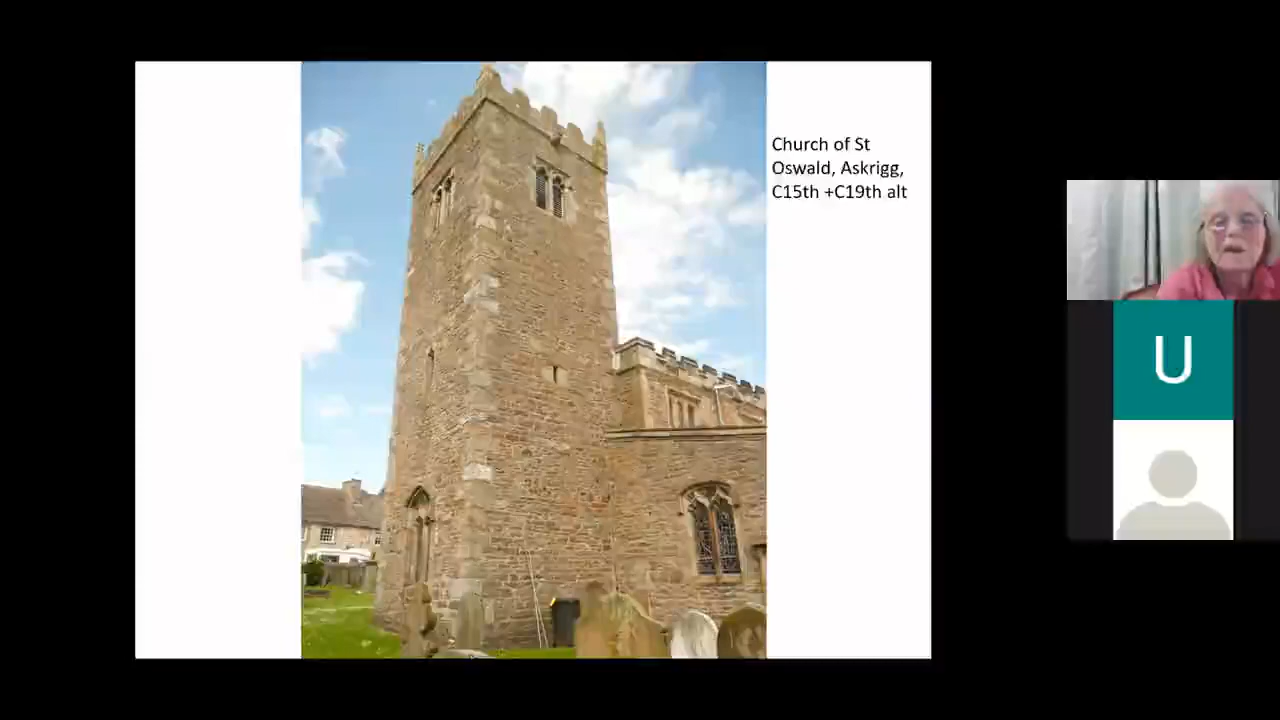 Church of St
Oswald, Askrigg,
C15th +C19th alt
U